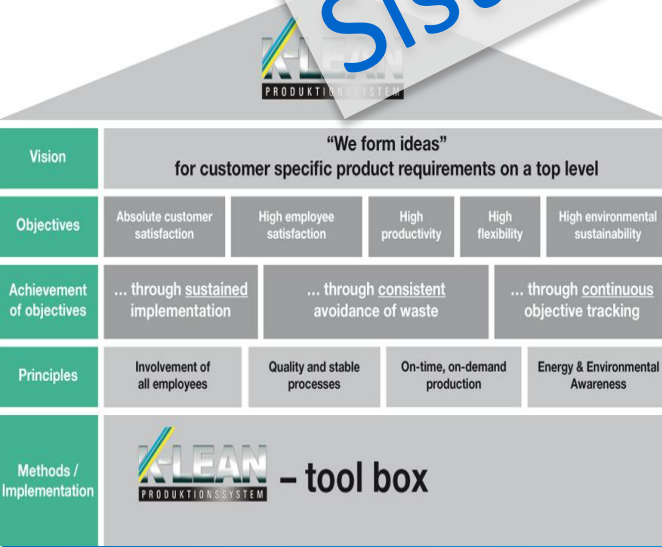 Sist
K-LEAN
PRODUKTIONSSYSTEM
Vision
“We form ideas”
for customer specific product requirements on a top level
Objectives
Absolute customer
satisfaction
High employee
satisfaction
High
productivity
High
flexibility
High environmental
sustainability
Achievement
of objectives
... through sustained
implementation
... through consistent
avoidance of waste
... through continuous
objective tracking
Principles
Involvement of
all employees
Quality and stable
processes
On-time, on-demand
production
Energy & Environmental
Awareness
Methods /
Implementation
K-LEAN
PRODUKTIONSSYSTEM
– tool box